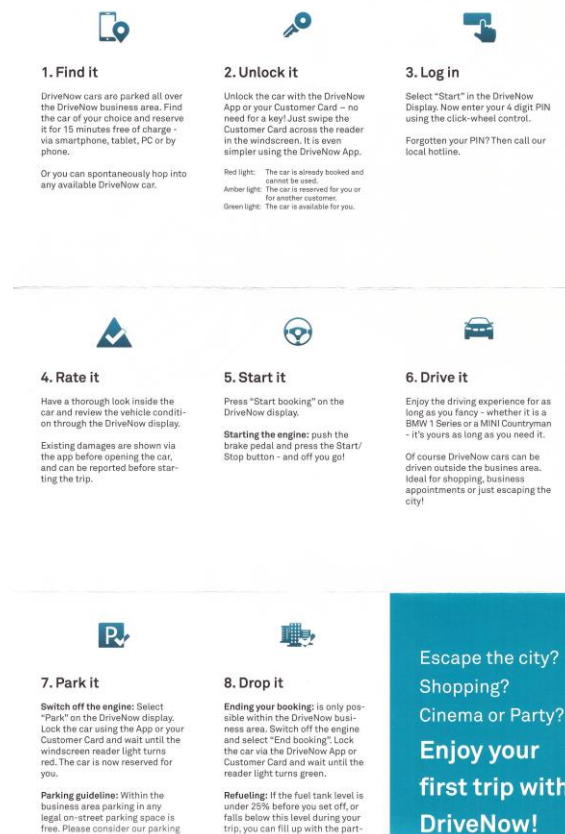 1. Find it
DriveNow cars are parked all over
the DriveNow business area. Find
the car of your choice and reserve
it for 15 minutes free of charge -
via smartphone, tablet, PC or by
phone.
Or you can spontaneously hop into
any available DriveNow car.
2. Unlock it
Unlock the car with the DriveNow
App or your Customer Card – no
need for a key! Just swipe the
Customer Card across the reader
in the windscreen. It is even
simpler using the DriveNow App.
Red light: The car is already booked and
cannot be used.
Amber light: The car is reserved for you or
for another customer.
Green light: The car is available for you.
3. Log in
Select “Start” in the DriveNow
Display. Now enter your 4 digit PIN
using the click-wheel control.
Forgotten your PIN? Then call our
local hotline.
4. Rate it
Have a thorough look inside the
car and review the vehicle conditi-
on through the DriveNow display.
Existing damages are shown via
the app before opening the car,
and can be reported before star-
ting the trip.
5. Start it
Press “Start booking” on the
DriveNow display.
Starting the engine: push the
brake pedal and press the Start/
Stop button - and off you go!
6. Drive it
Enjoy the driving experience for as
long as you fancy - whether it is a
BMW 1 Series or a MINI Countryman
- it's yours as long as you need it.
Of course DriveNow cars can be
driven outside the busines area.
Ideal for shopping, business
appointments or just escaping the
city!
7. Park it
Switch off the engine: Select
“Park” on the DriveNow display.
Lock the car using the App or your
Customer Card and wait until the
windscreen reader light turns
red. The car is now reserved for
you.
Parking guideline: Within the
business area parking in any
legal on-street parking space is
free. Please consider our parking
8. Drop it
Ending your booking: is only pos-
sible within the DriveNow busi-
ness area. Switch off the engine
and select “End booking”. Lock
the car via the DriveNow App or
Customer Card and wait until the
reader light turns green.
Refueling: If the fuel tank level is
under 25% before you set off, or
falls below this level during your
trip, you can fill up with the part-
Escape the city?
Shopping?
Cinema or Party?
Enjoy your
first trip with
DriveNow!